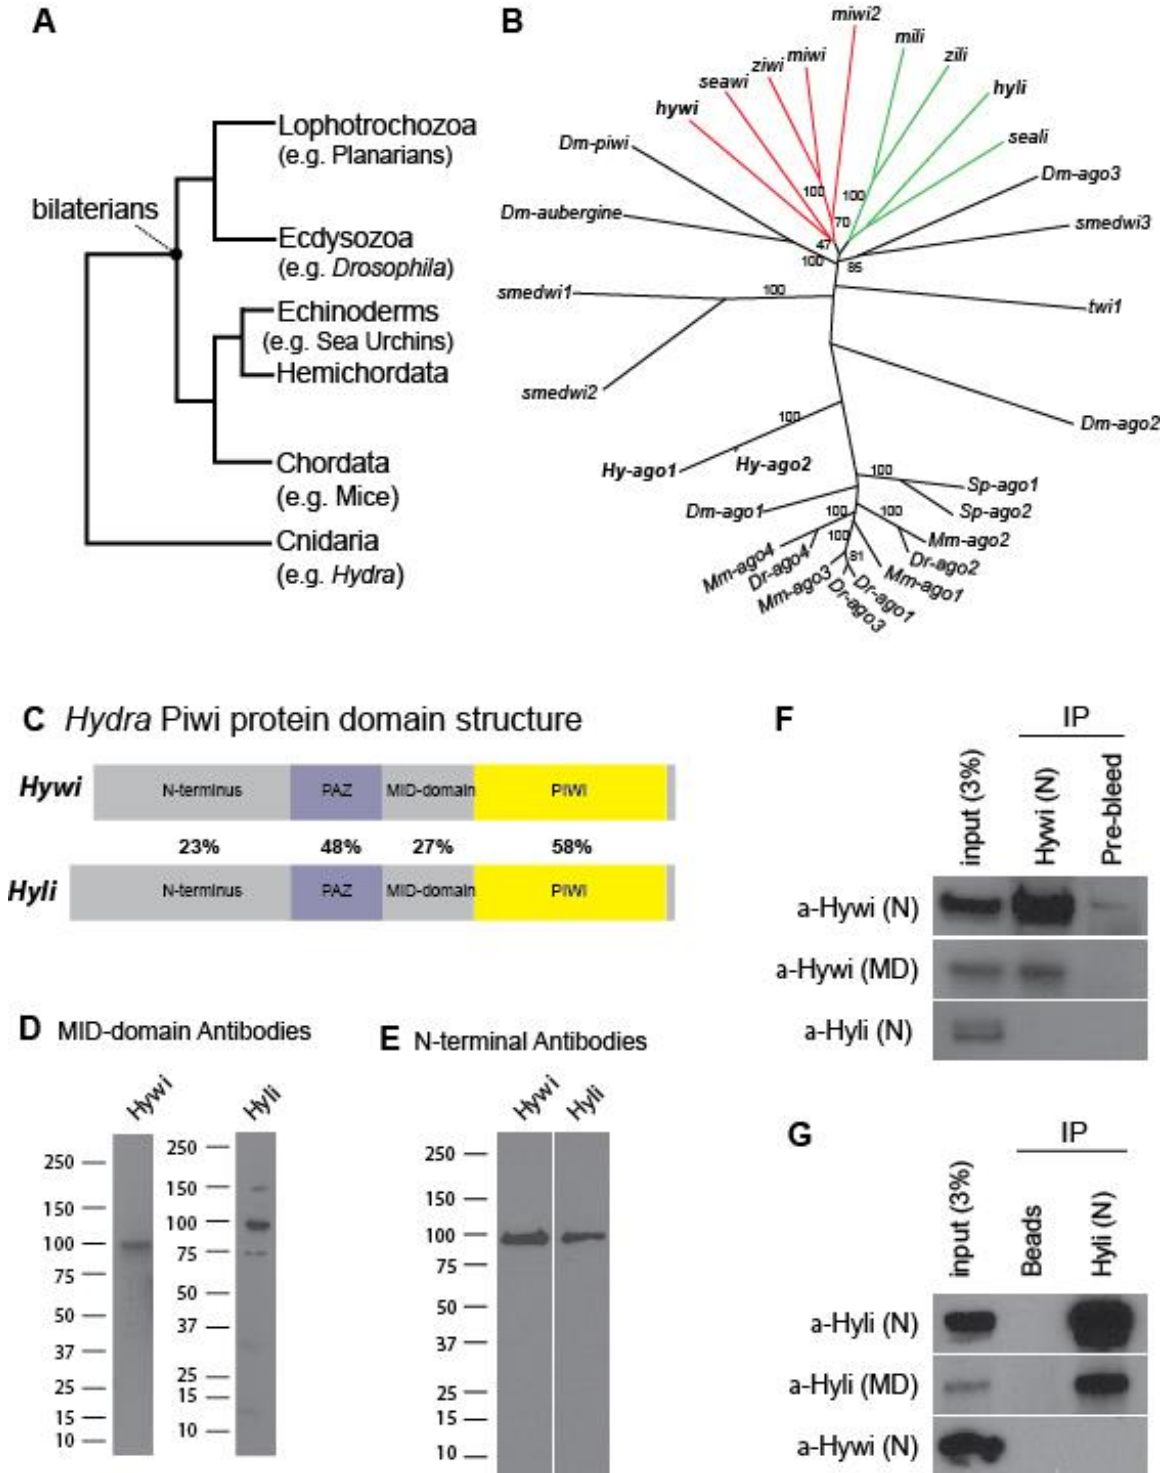 A
Lophotrochozoa
(e.g. Planarians)
bilaterians
Ecdysozoa
(e.g. Drosophila)
Echinoderms
(e.g. Sea Urchins)
Hemichordata
Chordata
(e.g. Mice)
Cnidaria
(e.g. Hydra)
B
miwi2
mili
zili
miwi
ziwi
seawi
hywi
hyli
seali
Dm-piwi
Dm-ago3
Dm-aubergine
smedwi3
100
100
70
47
100
85
smedwi1
100
twi1
smedwi2
Dm-ago2
100
Hy-ago1
Hy-ago2
100
Sp-ago1
Sp-ago2
Dm-ago1
100
100
100
81
Mm-ago2
Dr-ago2
Mm-ago4
Dr-ago4
Mm-ago3
Dr-ago3
Dr-ago1
Mm-ago1
C Hydra Piwi protein domain structure
Hywi N-terminus PAZ MID-domain PIWI
23% 48% 27% 58%
Hyli N-terminus PAZ MID-domain PIWI
D MID-domain Antibodies
Hywi
250
150
100
75
50
37
25
15
10
Hyli
250
150
100
75
50
37
25
15
10
E N-terminal Antibodies
Hywi Hyli
250
150
100
75
50
37
25
15
10
F
IP
input (3%) Hywi (N) Pre-bleed
a-Hywi (N)
a-Hywi (MD)
a-Hyli (N)
G
IP
input (3%) Beads Hyli (N)
a-Hyli (N)
a-Hyli (MD)
a-Hywi (N)